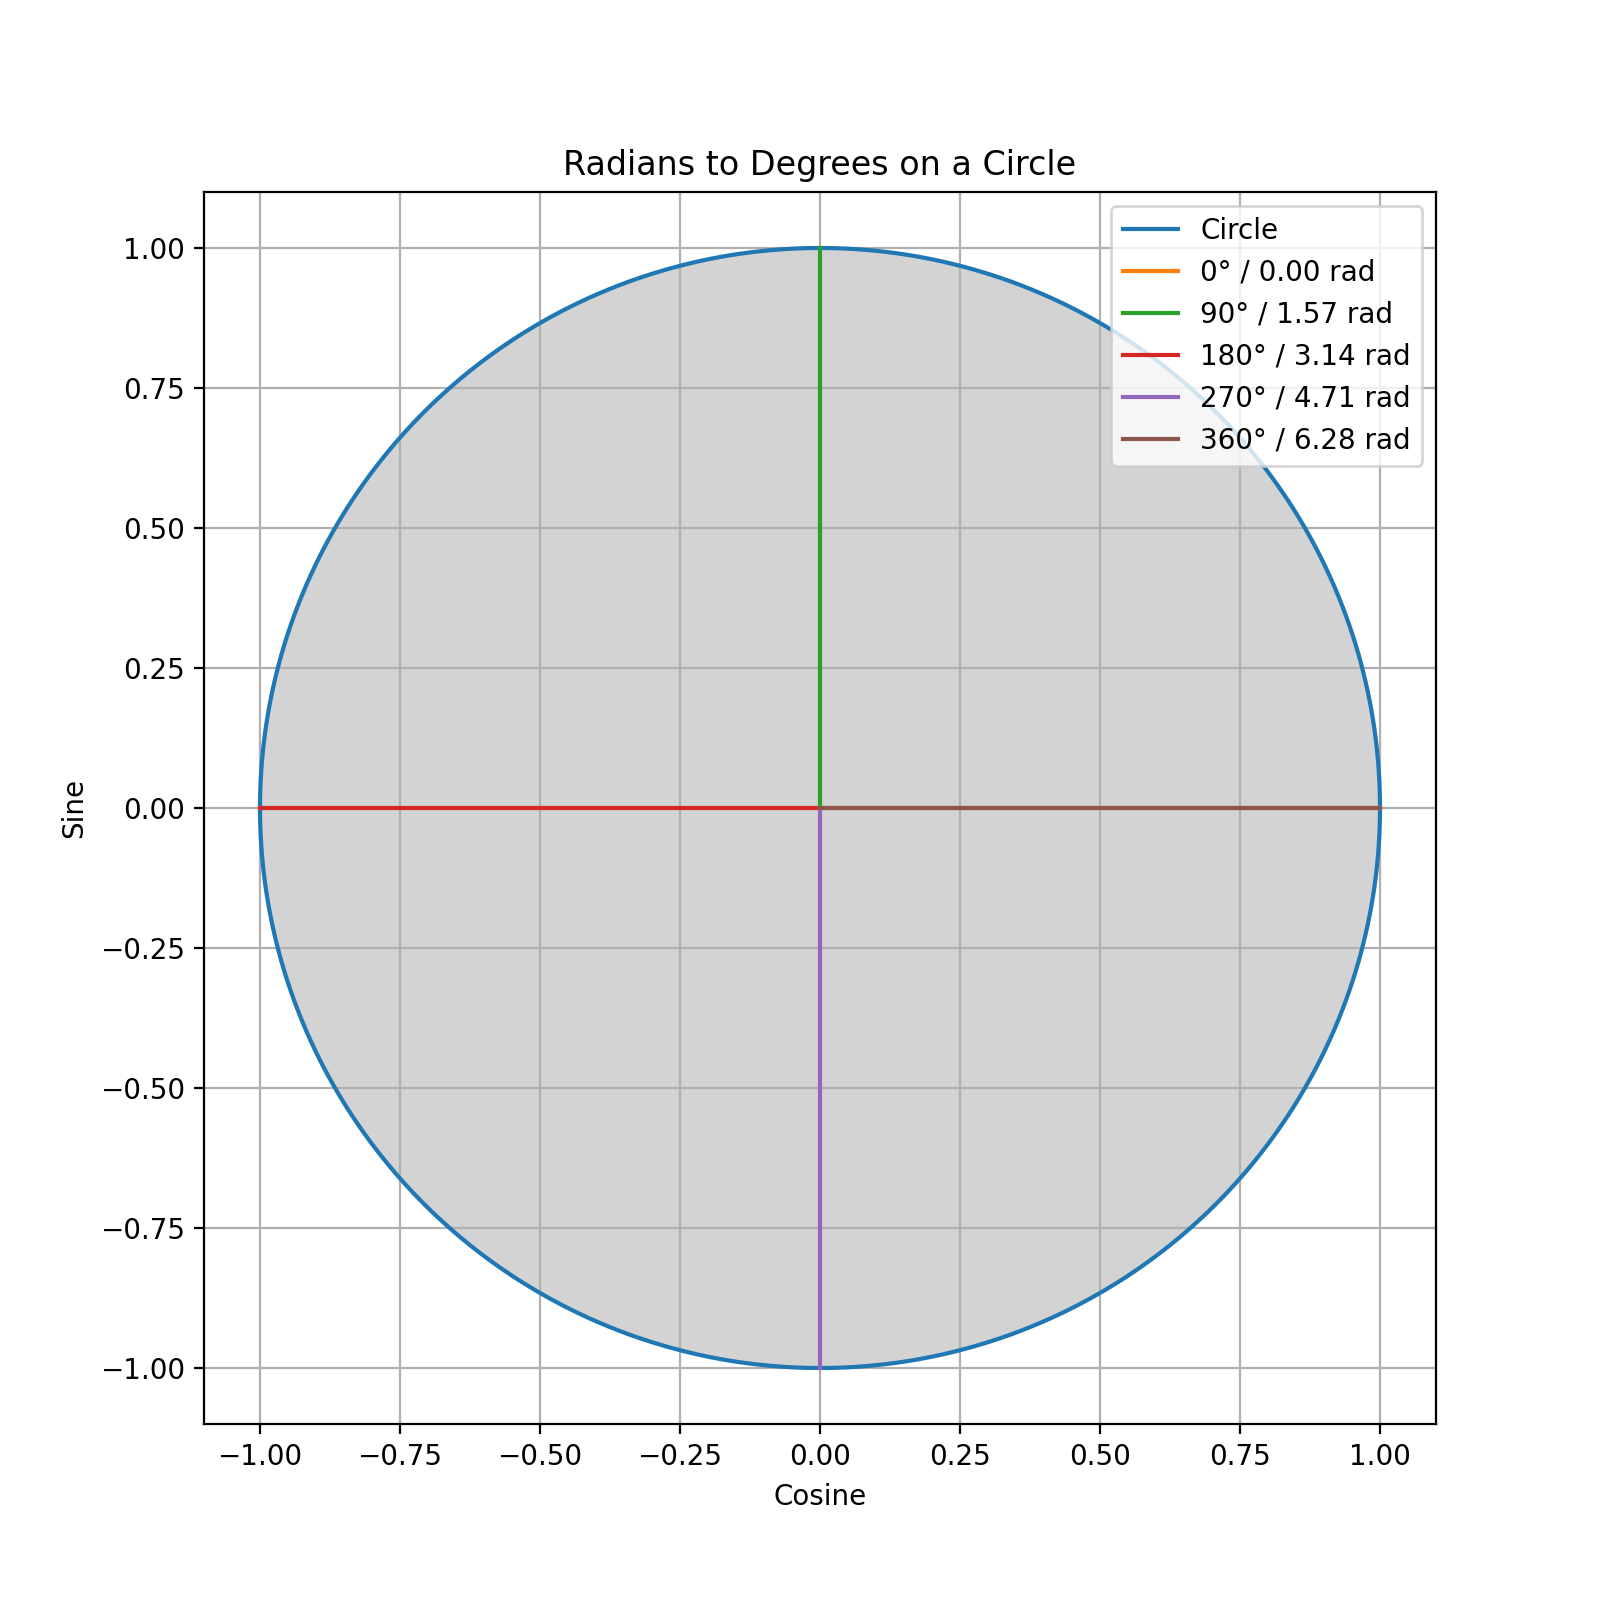 Radians to Degrees on a Circle
Circle
0° / 0.00 rad
90° / 1.57 rad
180° / 3.14 rad
270° / 4.71 rad
360° / 6.28 rad
1.00
0.75
0.50
0.25
0.00
−0.25
−0.50
−0.75
−1.00
Sine
−1.00 −0.75 −0.50 −0.25 0.00 0.25 0.50 0.75 1.00
Cosine